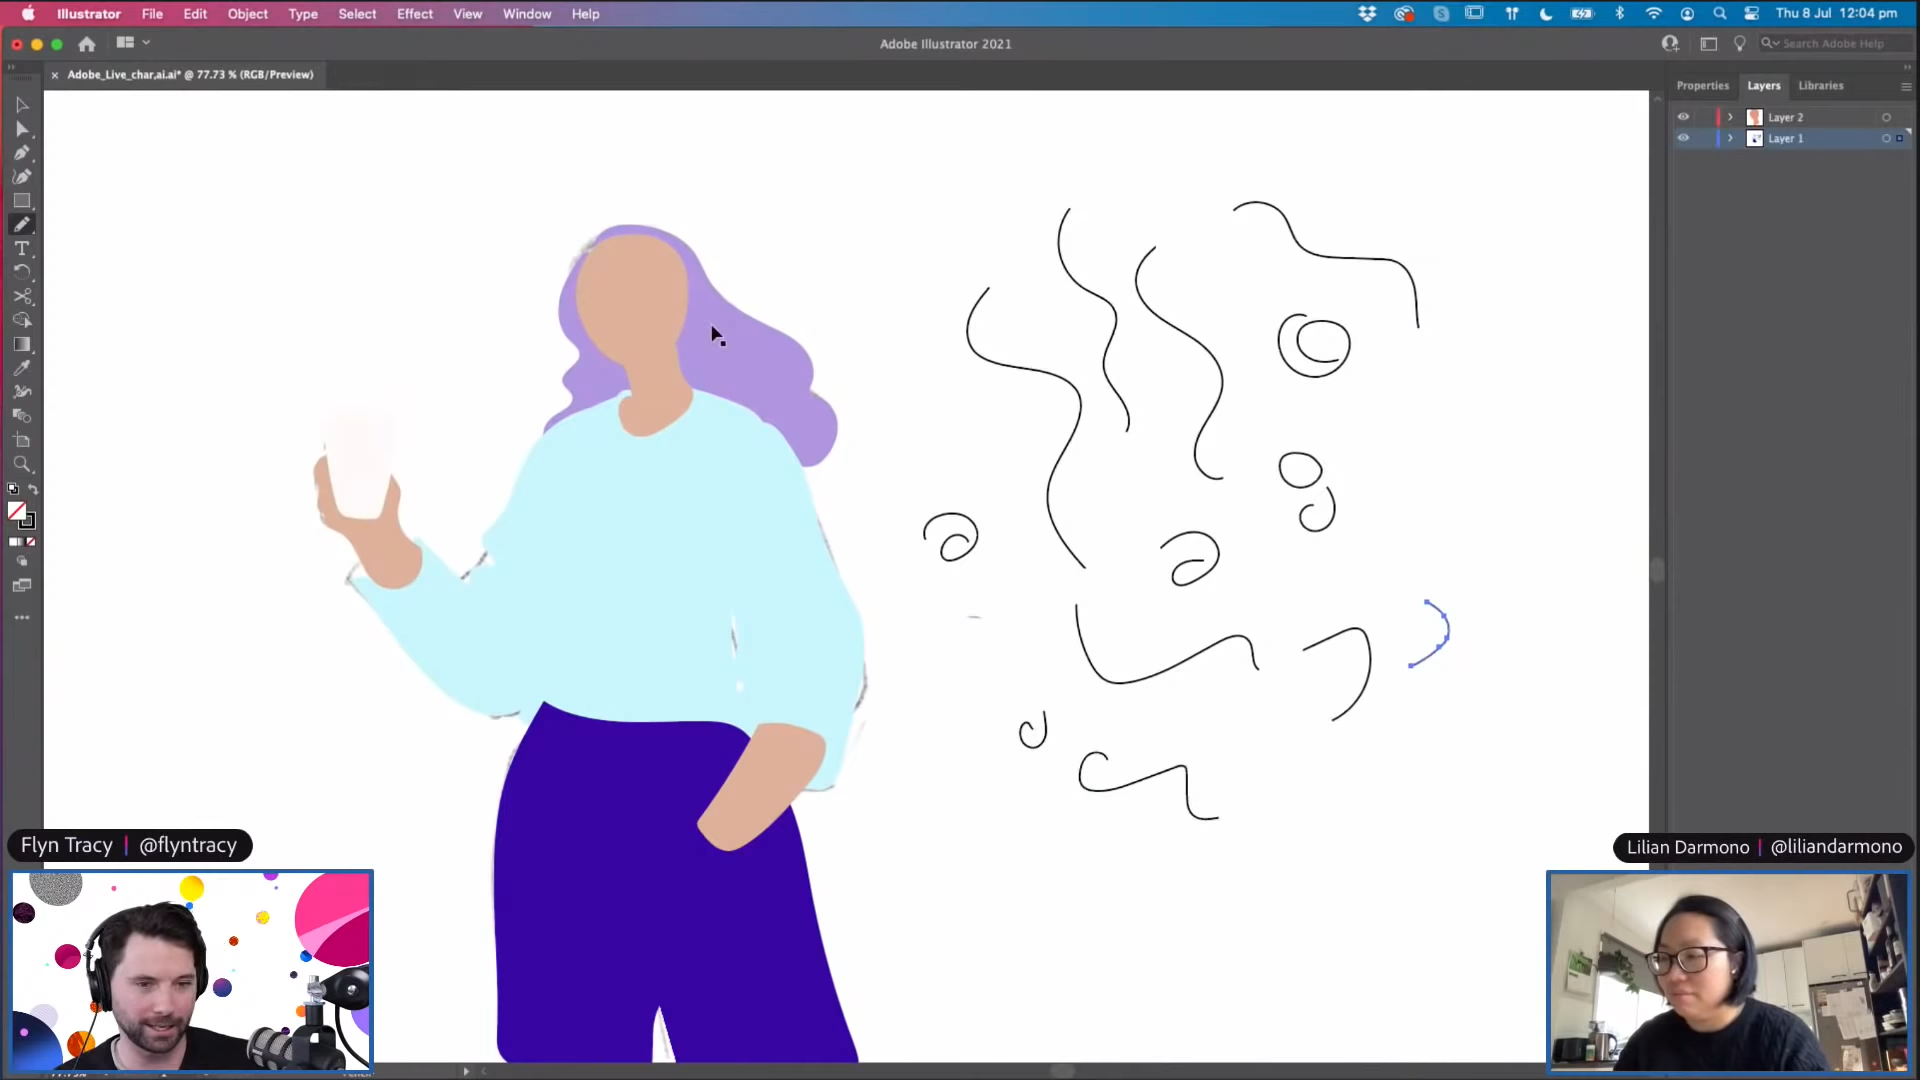 Illustrator File Edit Object Type Select Effect View Window Help Thu 8 Jul 12:04 pm
Adobe Illustrator 2021 Search Adobe Help
Adobe_Live_char,ai.ai* @ 77.73 % (RGB/Preview)
Properties Layers Libraries
Layer 2
Layer 1
Flyn Tracy | @flyntracy
Lilian Darmono | @liliandarmono